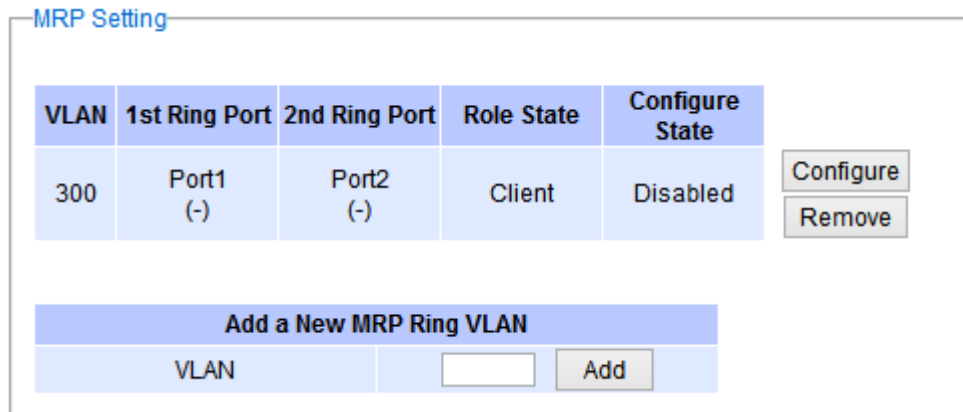 MRP Setting
VLAN 1st Ring Port 2nd Ring Port Role State Configure
State
300 Port1 Port2 Client Disabled
(-) (-)
Configure
Remove
Add a New MRP Ring VLAN
VLAN Add